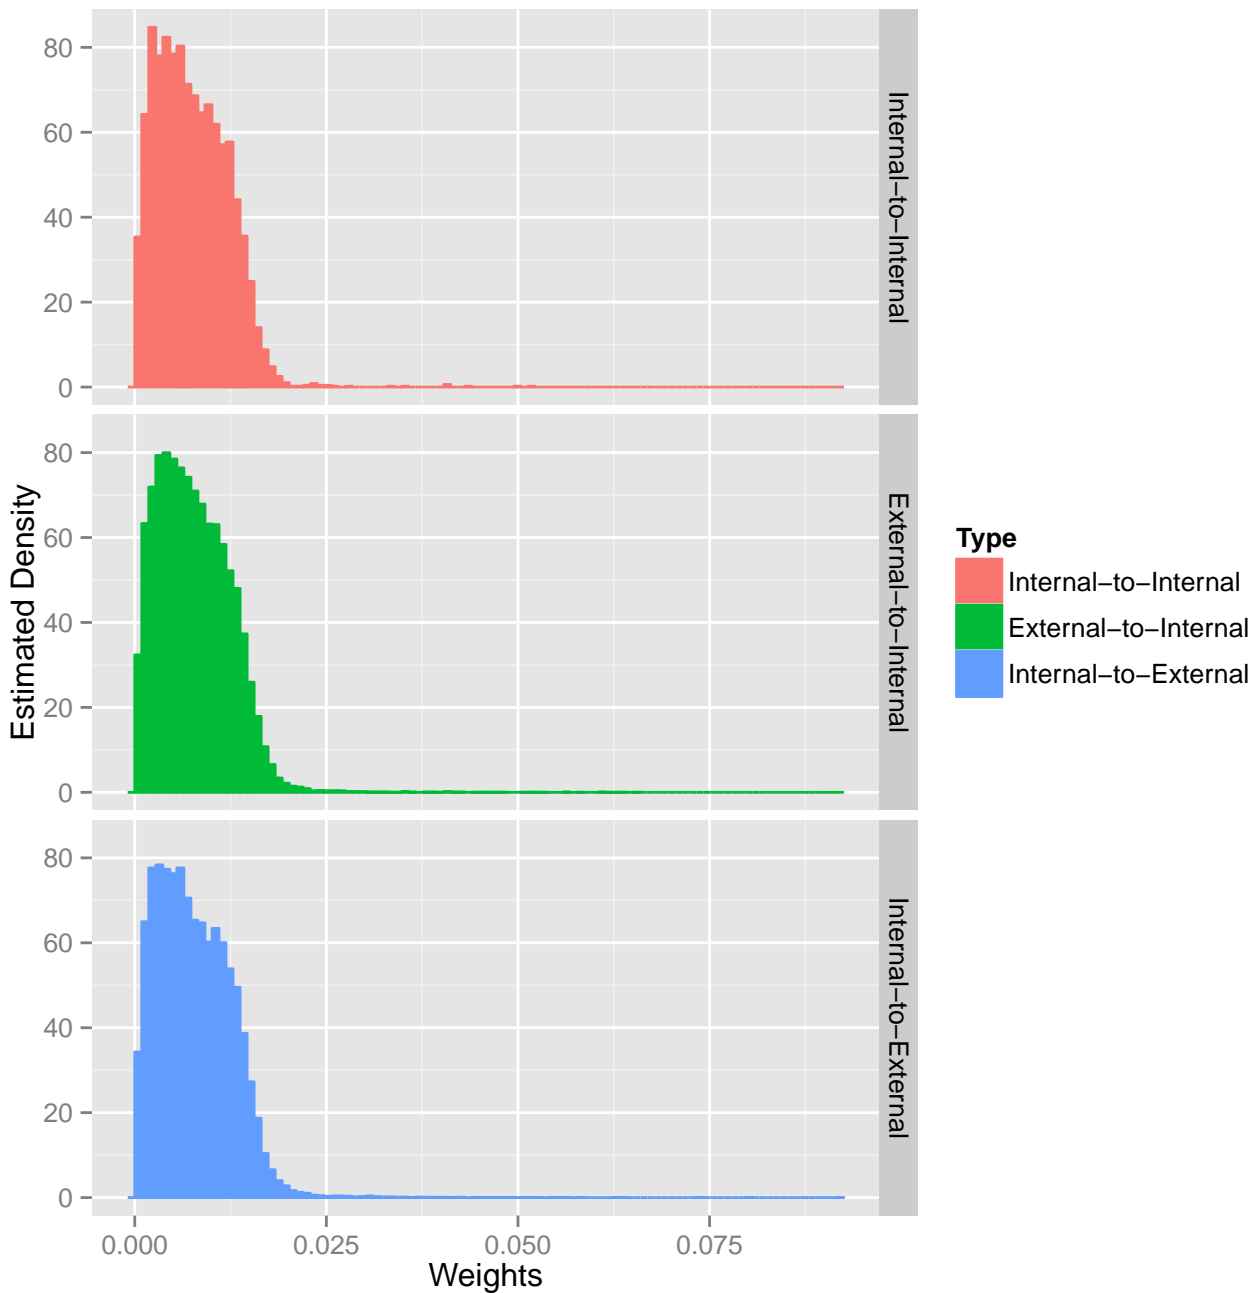 80
60
40
20
0
Internal−to−Internal
Estimated Density
80
60
40
20
0
External−to−Internal
80
60
40
20
0
Internal−to−External
0.000
0.025
0.050
0.075
Weights
Type
Internal−to−Internal
External−to−Internal
Internal−to−External